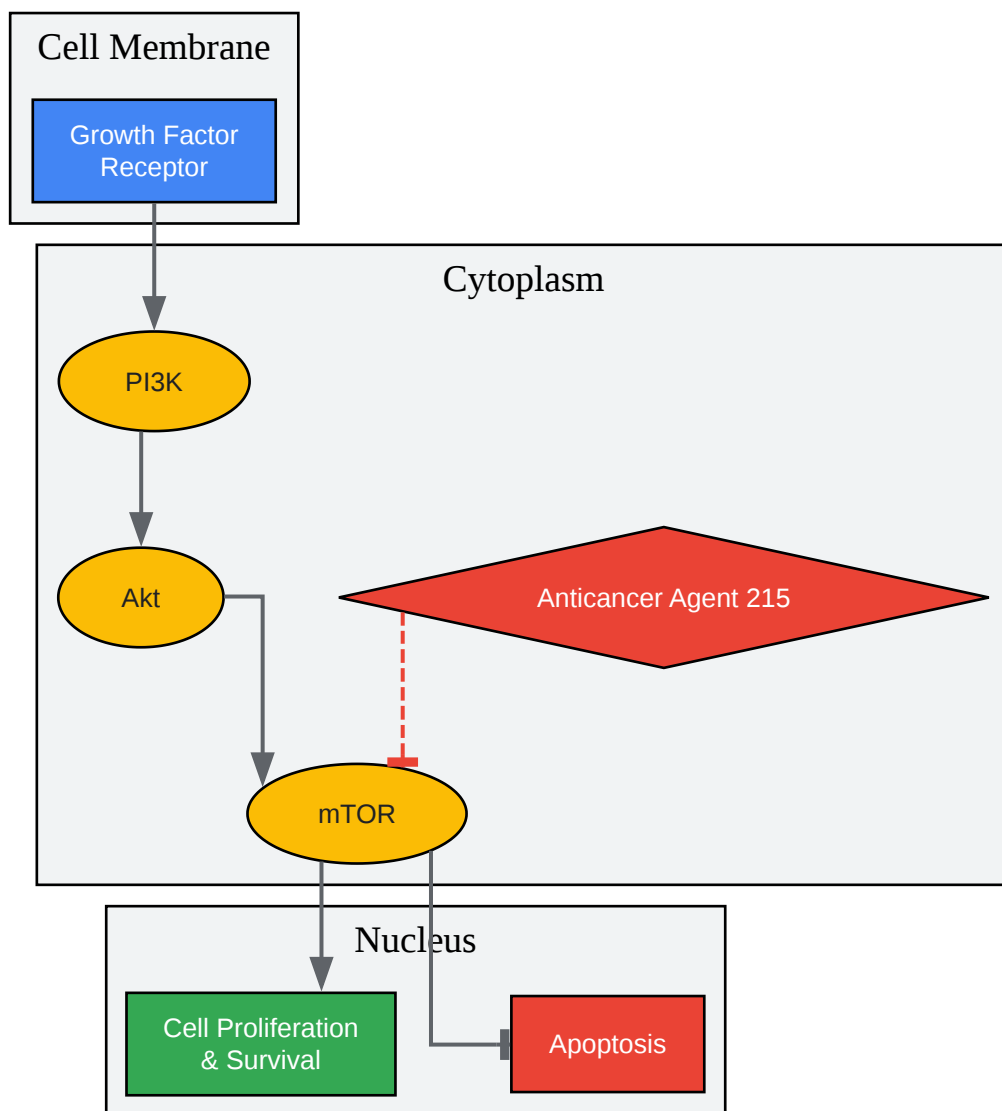 Cell Membrane
Growth Factor
Receptor
Cytoplasm
PI3K
Akt
Anticancer Agent 215
mTOR
Nucleus
Cell Proliferation
& Survival
Apoptosis